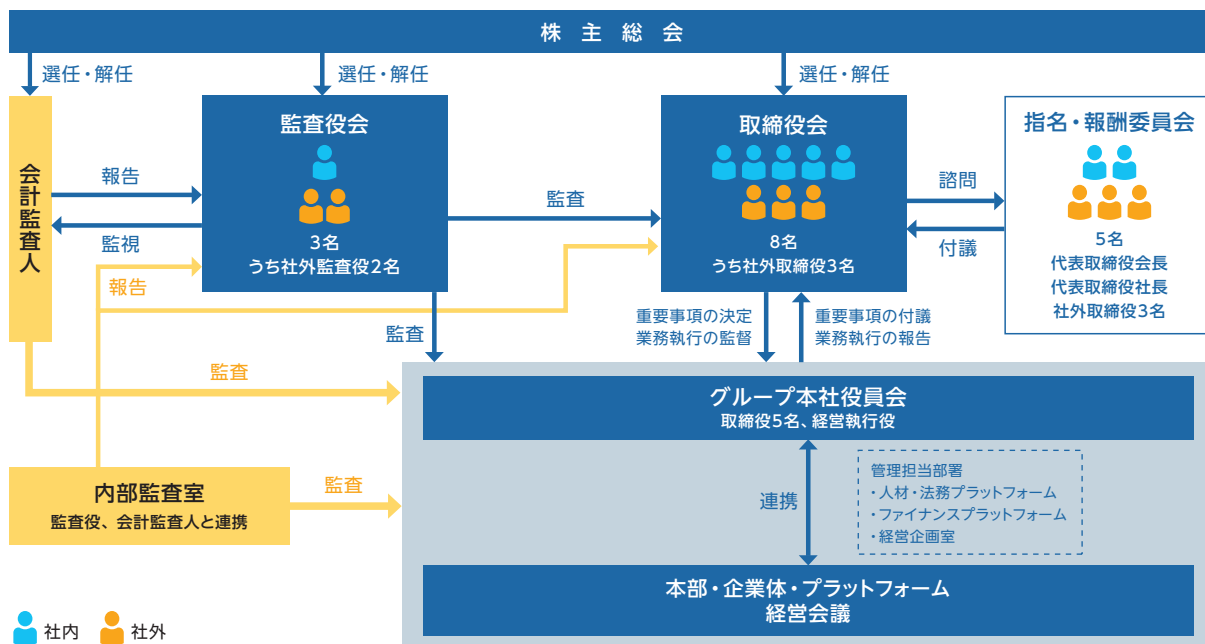 株主総会
選任・解任
選任・解任
選任・解任
会計監査人
監査役会
3名
うち社外監査役2名
取締役会
8名
うち社外取締役3名
指名・報酬委員会
5名
代表取締役会長
代表取締役社長
社外取締役3名
報告
監視
報告
監査
諮問
付議
監査
重要事項の決定
業務執行の監督
重要事項の付議
業務執行の報告
監査
グループ本社役員会
取締役5名、経営執行役
内部監査室
監査役、会計監査人と連携
監査
連携
管理担当部署
・人材・法務プラットフォーム
・ファイナンスプラットフォーム
・経営企画室
本部・企業体・プラットフォーム
経営会議
社内
社外